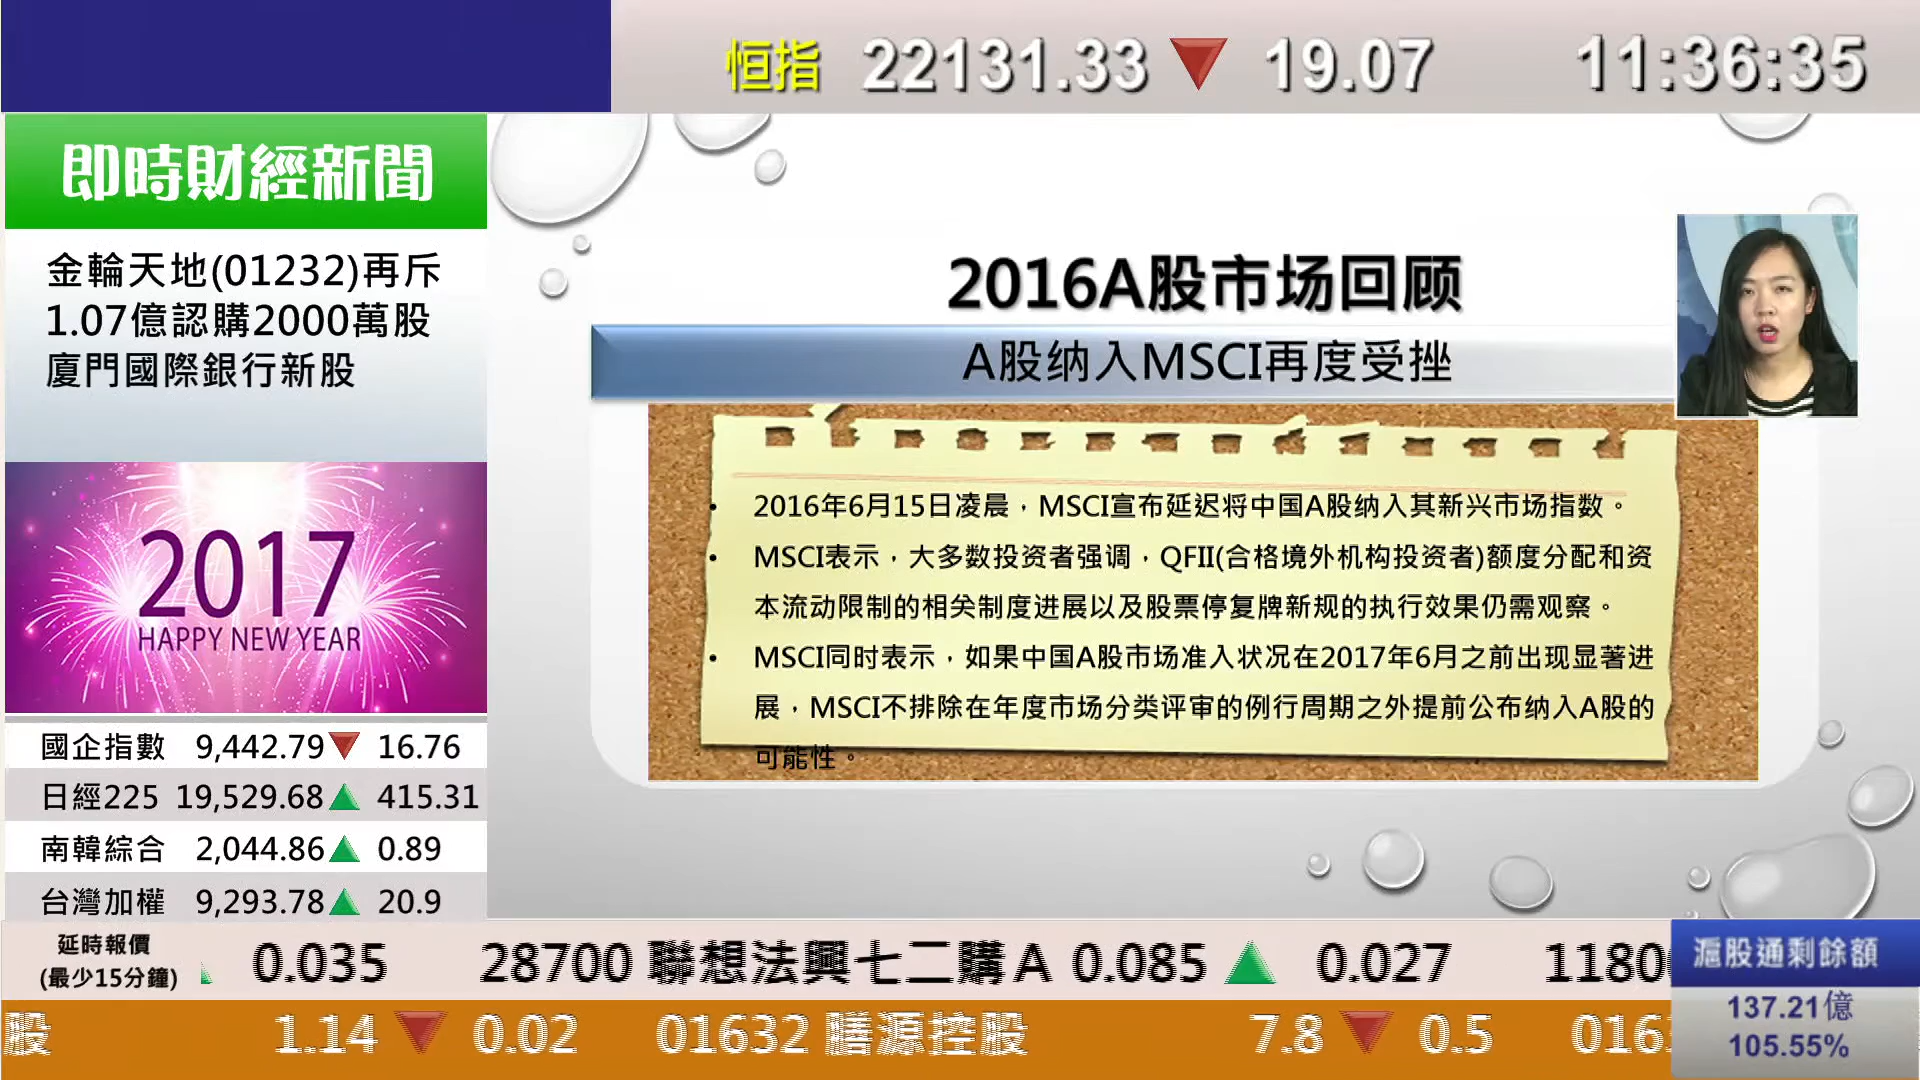 恒指 22131.33 19.07 11:36:35
即時財經新聞
金輪天地(01232)再斥
1.07億認購2000萬股
廈門國際銀行新股
2017
HAPPY NEW YEAR
國企指數 9,442.79 16.76
日經225 19,529.68 415.31
南韓綜合 2,044.86 0.89
台灣加權 9,293.78 20.9
2016A股市场回顾
A股纳入MSCI再度受挫
• 2016年6月15日凌晨，MSCI宣布延迟将中国A股纳入其新兴市场指数。
• MSCI表示，大多数投资者强调，QFII(合格境外机构投资者)额度分配和资
本流动限制的相关制度进展以及股票停复牌新规的执行效果仍需观察。
• MSCI同时表示，如果中国A股市场准入状况在2017年6月之前出现显著进
展，MSCI不排除在年度市场分类评审的例行周期之外提前公布纳入A股的
可能性。
延時報價
(最少15分鐘)
0.035 28700 聯想法興七二購A 0.085 0.027 1180
股 1.14 0.02 01632 膳源控股 7.8 0.5 016
滬股通剩餘額
137.21億
105.55%